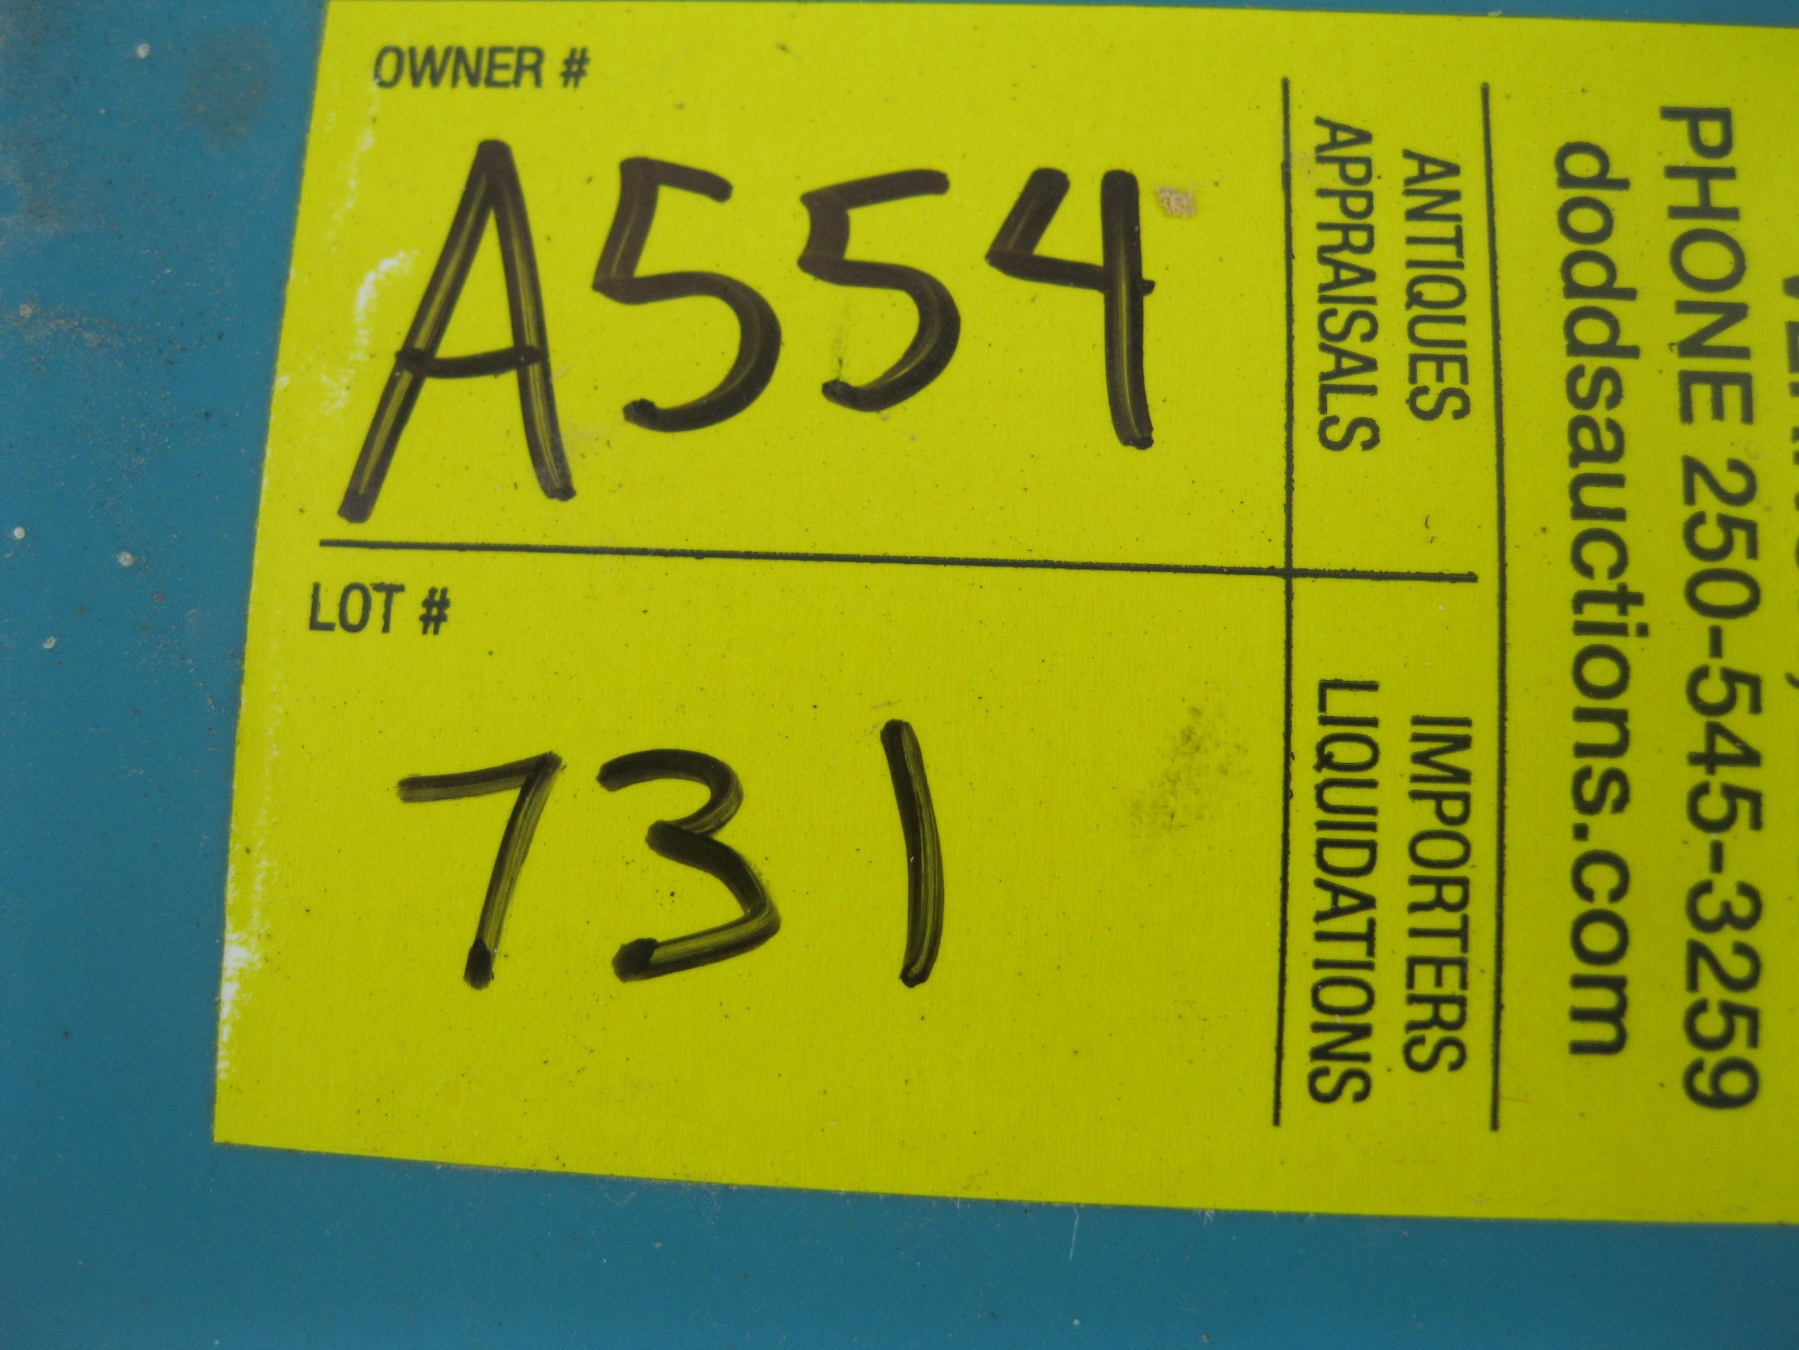 OWNER #
A554
LOT #
731
PHONE 250-545-3259
doddsauctions.com
ANTIQUES
APPRAISALS
IMPORTERS
LIQUIDATIONS